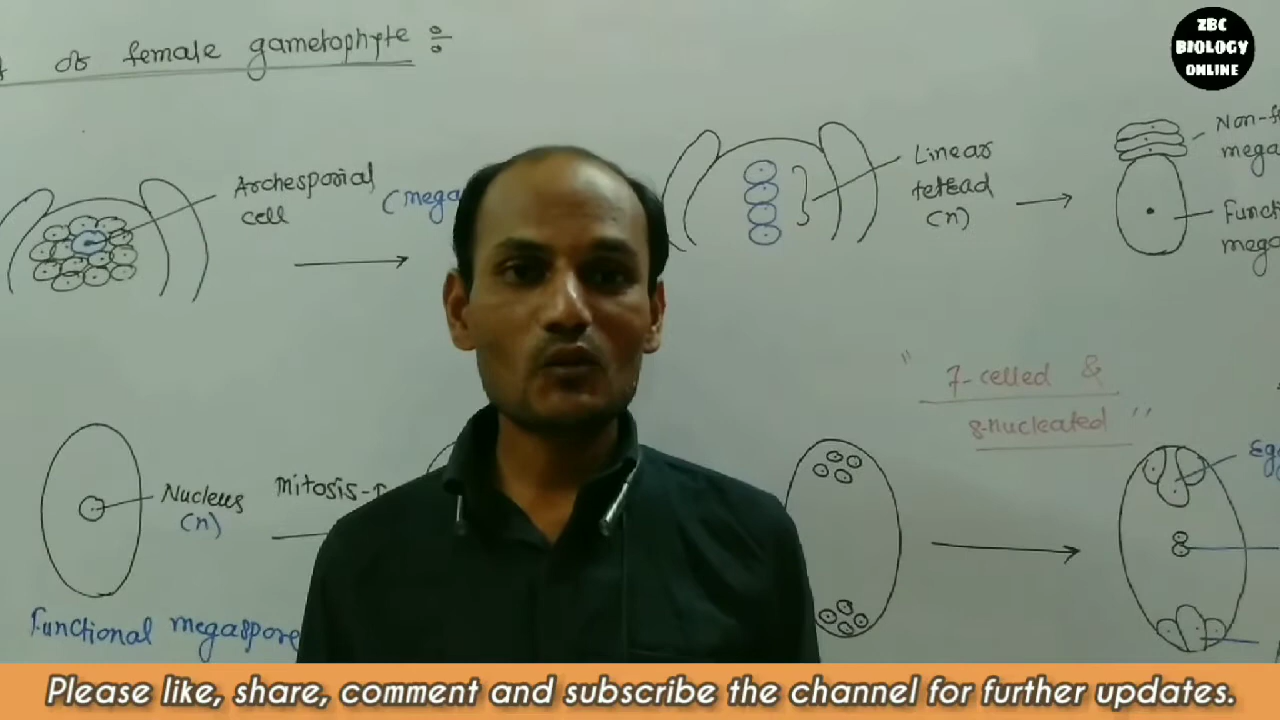 of female gametophyte
ZBC
BIOLOGY
ONLINE
Archesporial
cell
(mega
Linear
tetrad
(n)
Non-f
mega
Funct
mega
" 7-celled &
8-nucleated "
Nucleus
(n)
mitosis-
Egg
Functional megaspore
Please like, share, comment and subscribe the channel for further updates.